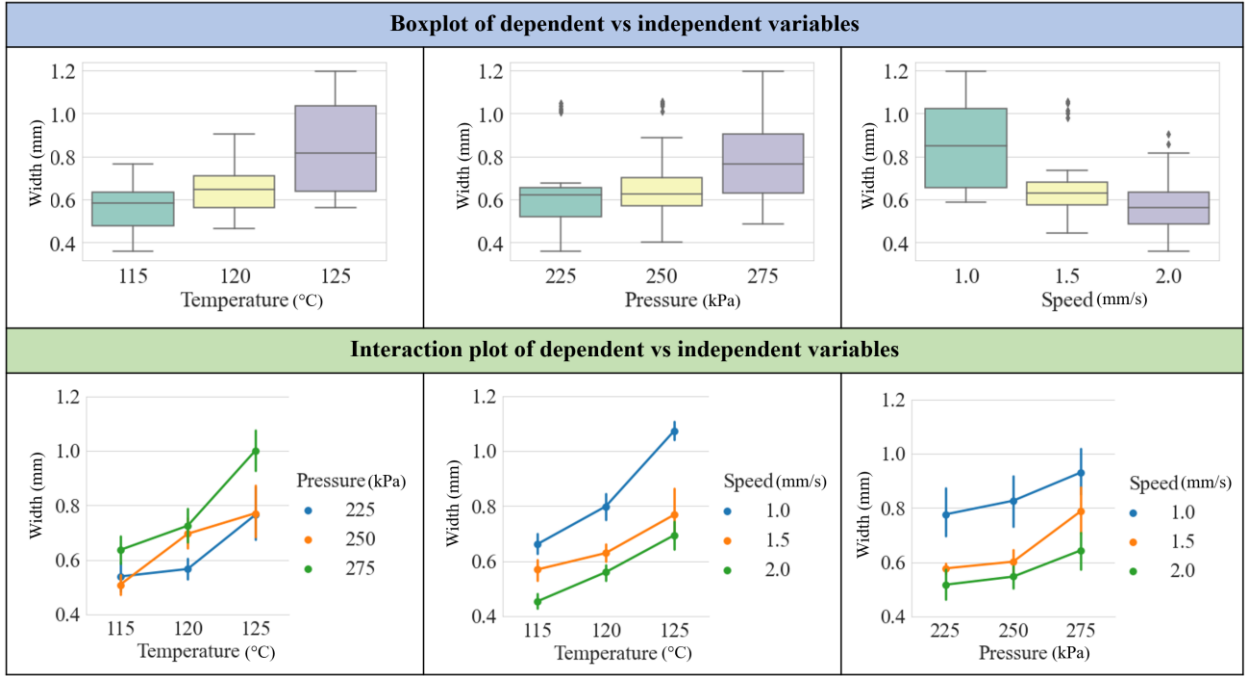 Boxplot of dependent vs independent variables
1.2
1.0
0.8
0.6
0.4
Width (mm)
115 120 125
Temperature (°C)
1.2
1.0
0.8
0.6
0.4
Width (mm)
225 250 275
Pressure (kPa)
1.2
1.0
0.8
0.6
0.4
Width (mm)
1.0 1.5 2.0
Speed (mm/s)
Interaction plot of dependent vs independent variables
1.2
1.0
0.8
0.6
0.4
Width (mm)
115 120 125
Temperature (°C)
Pressure (kPa)
225
250
275
1.2
1.0
0.8
0.6
0.4
Width (mm)
115 120 125
Temperature (°C)
Speed (mm/s)
1.0
1.5
2.0
1.2
1.0
0.8
0.6
0.4
Width (mm)
225 250 275
Pressure (kPa)
Speed (mm/s)
1.0
1.5
2.0